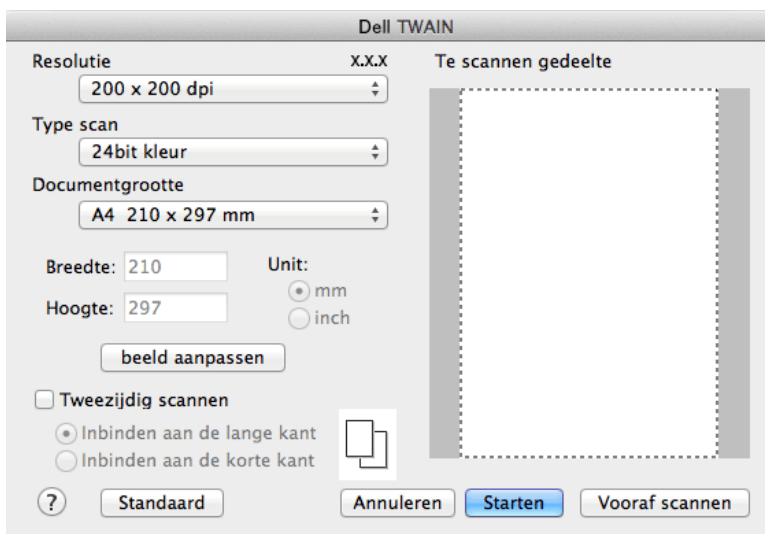 Dell TWAIN
Resolutie X.X.X
200 x 200 dpi
Type scan
24bit kleur
Documentgrootte
A4 210 x 297 mm
Breedte: 210
Hoogte: 297
Unit:
mm
inch
beeld aanpassen
Tweezijdig scannen
Inbinden aan de lange kant
Inbinden aan de korte kant
Te scannen gedeelte
? Standaard Annuleren Starten Vooraf scannen